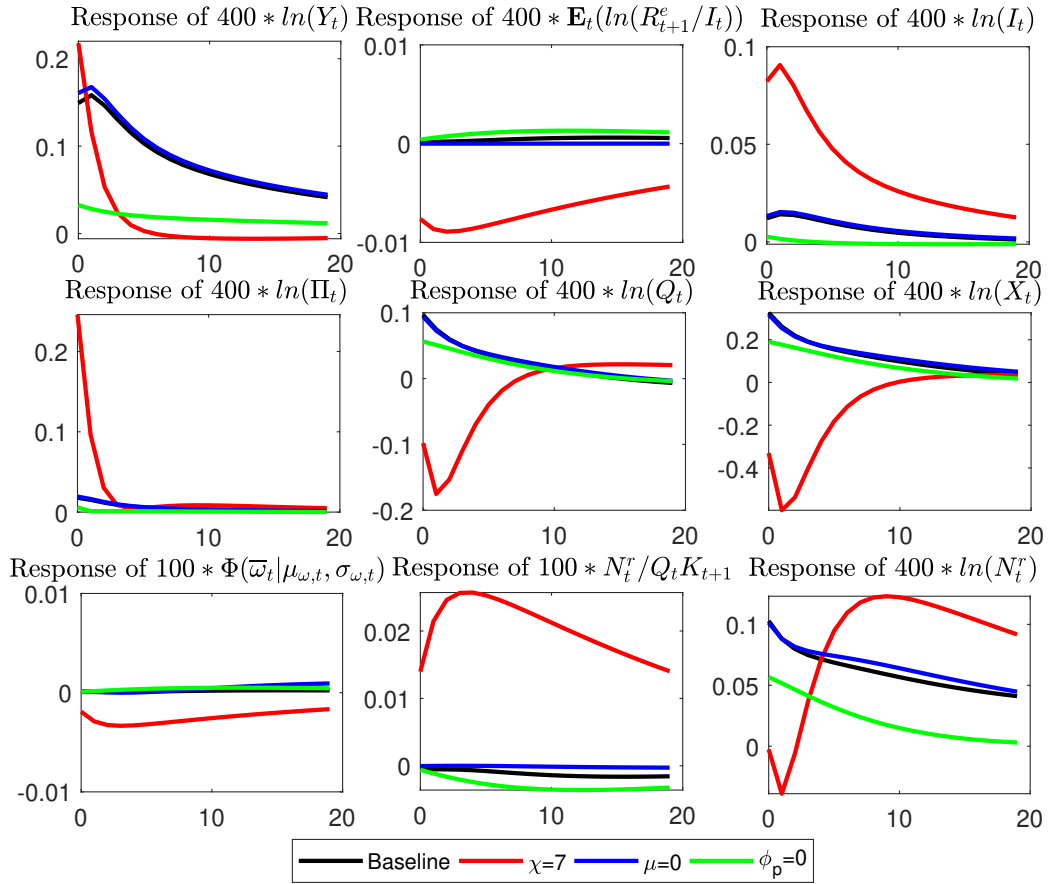 Response of 400 ∗ ln(Y_t)
Response of 400 ∗ E_t(ln(R^e_{t+1}/I_t))
Response of 400 ∗ ln(I_t)
0.2
0.1
0
0 10 20
0.01
0
-0.01
0 10 20
0.1
0.05
0
0 10 20
Response of 400 ∗ ln(Π_t)
Response of 400 ∗ ln(Q_t)
Response of 400 ∗ ln(X_t)
0.2
0.1
0
0 10 20
0.1
0
-0.1
-0.2
0 10 20
0.2
0
-0.2
-0.4
0 10 20
Response of 100 ∗ Φ(ω̅_t|μ_{ω,t}, σ_{ω,t})
Response of 100 ∗ N^r_t/Q_tK_{t+1}
Response of 400 ∗ ln(N^r_t)
0.01
0
-0.01
0 10 20
0.02
0.01
0
0 10 20
0.1
0.05
0
0 10 20
Baseline χ=7 μ=0 ϕ_p=0